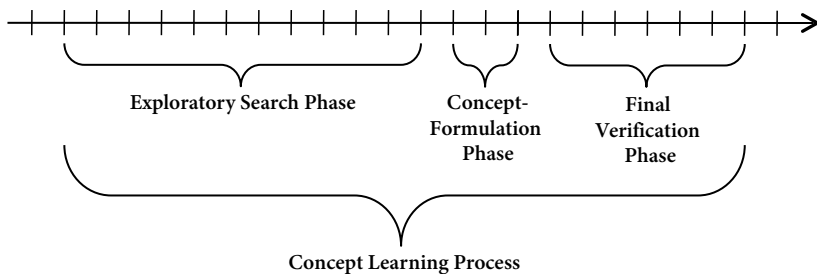 Exploratory Search Phase
Concept-
Formulation
Phase
Final
Verification
Phase
Concept Learning Process